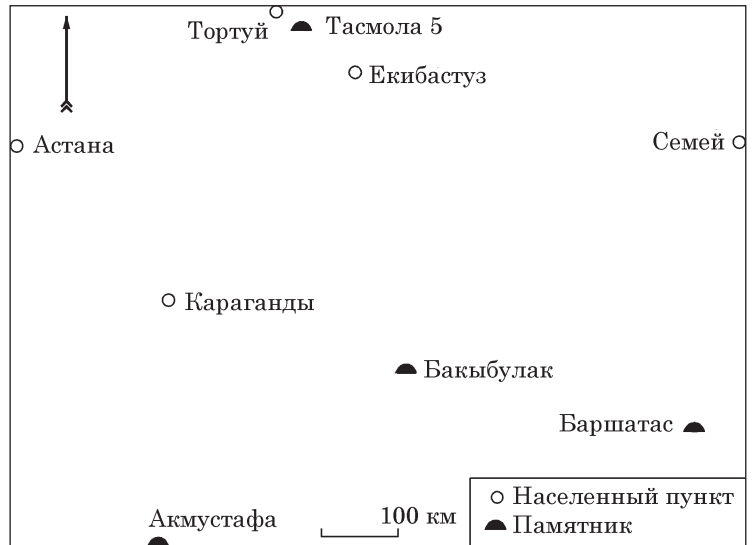 Тортуй
Тасмола 5
Екибастуз
Астана
Семей
Караганды
Бакыбулак
Баршатас
Акмустафа
100 км
Населенный пункт
Памятник